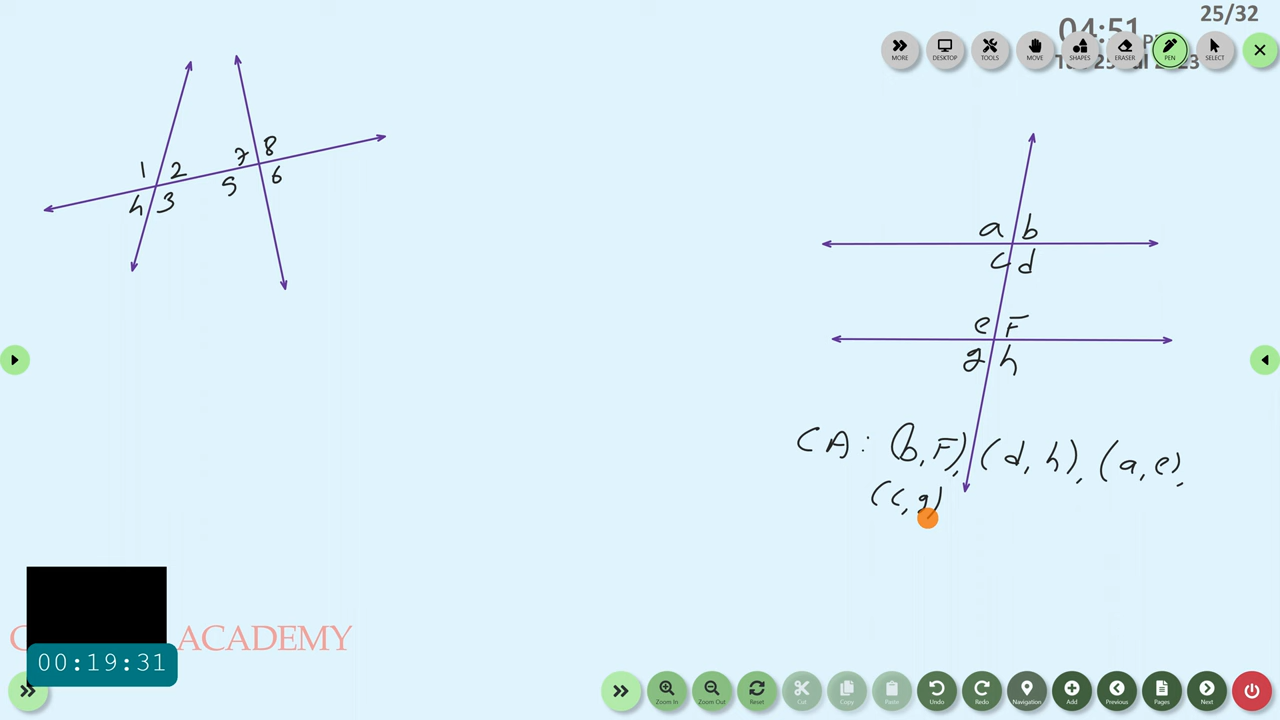 25/32
04:51
MORE DESKTOP TOOLS MOVE SHAPES ERASER PEN SELECT
1 2 7 8
4 3 5 6
a b
c d
e F
g h
CA: (b, F), (d, h), (a, e),
(c, g)
ACADEMY
00:19:31
Zoom In Zoom Out Reset Cut Copy Paste Undo Redo Navigation Add Previous Pages Next